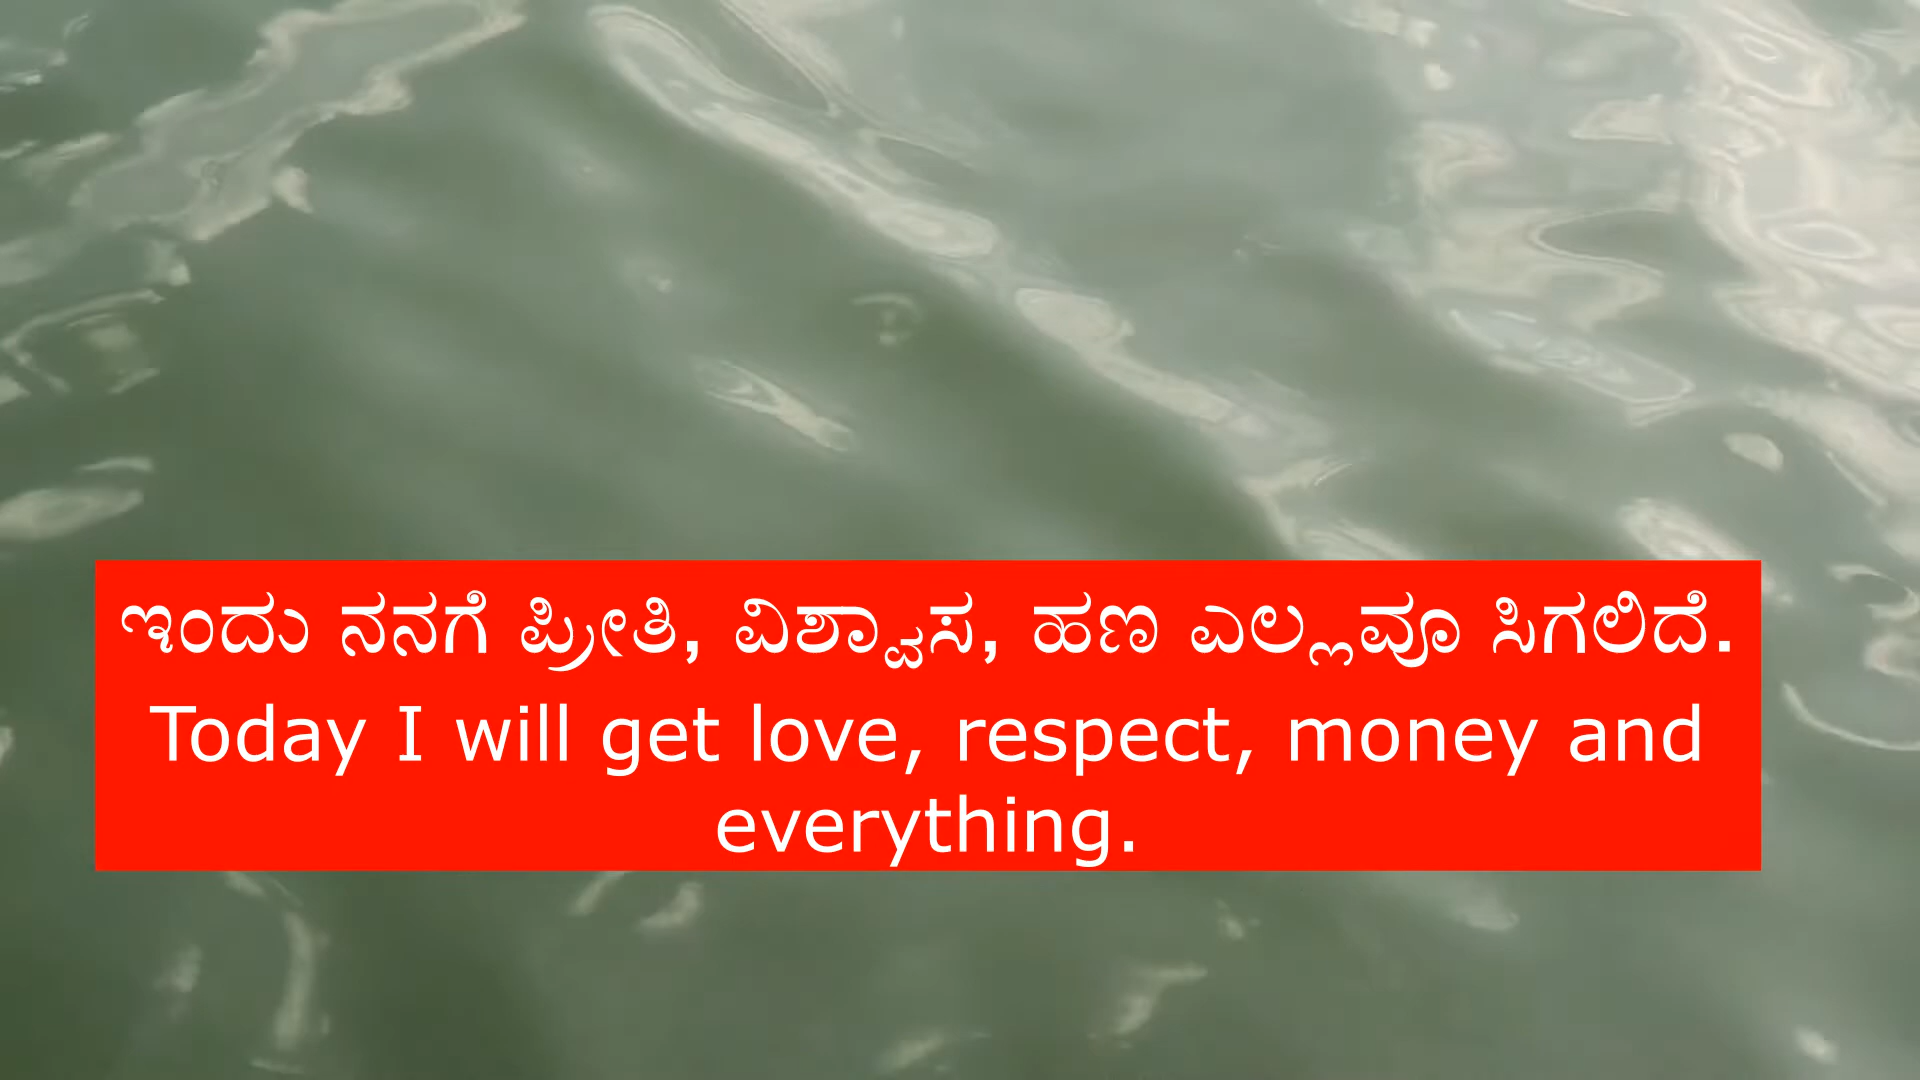 ಇಂದು ನನಗೆ ಪ್ರೀತಿ, ವಿಶ್ವಾಸ, ಹಣ ಎಲ್ಲವೂ ಸಿಗಲಿದೆ.
Today I will get love, respect, money and
everything.